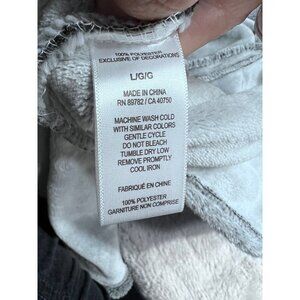 100% POLYESTER
EXCLUSIVE OF DECORATIONS
L/G/G
MADE IN CHINA
RN 89782 / CA 40750
MACHINE WASH COLD
WITH SIMILAR COLORS
GENTLE CYCLE
DO NOT BLEACH
TUMBLE DRY LOW
REMOVE PROMPTLY
COOL IRON
FABRIQUÉ EN CHINE
100% POLYESTER
GARNITURE NON COMPRISE